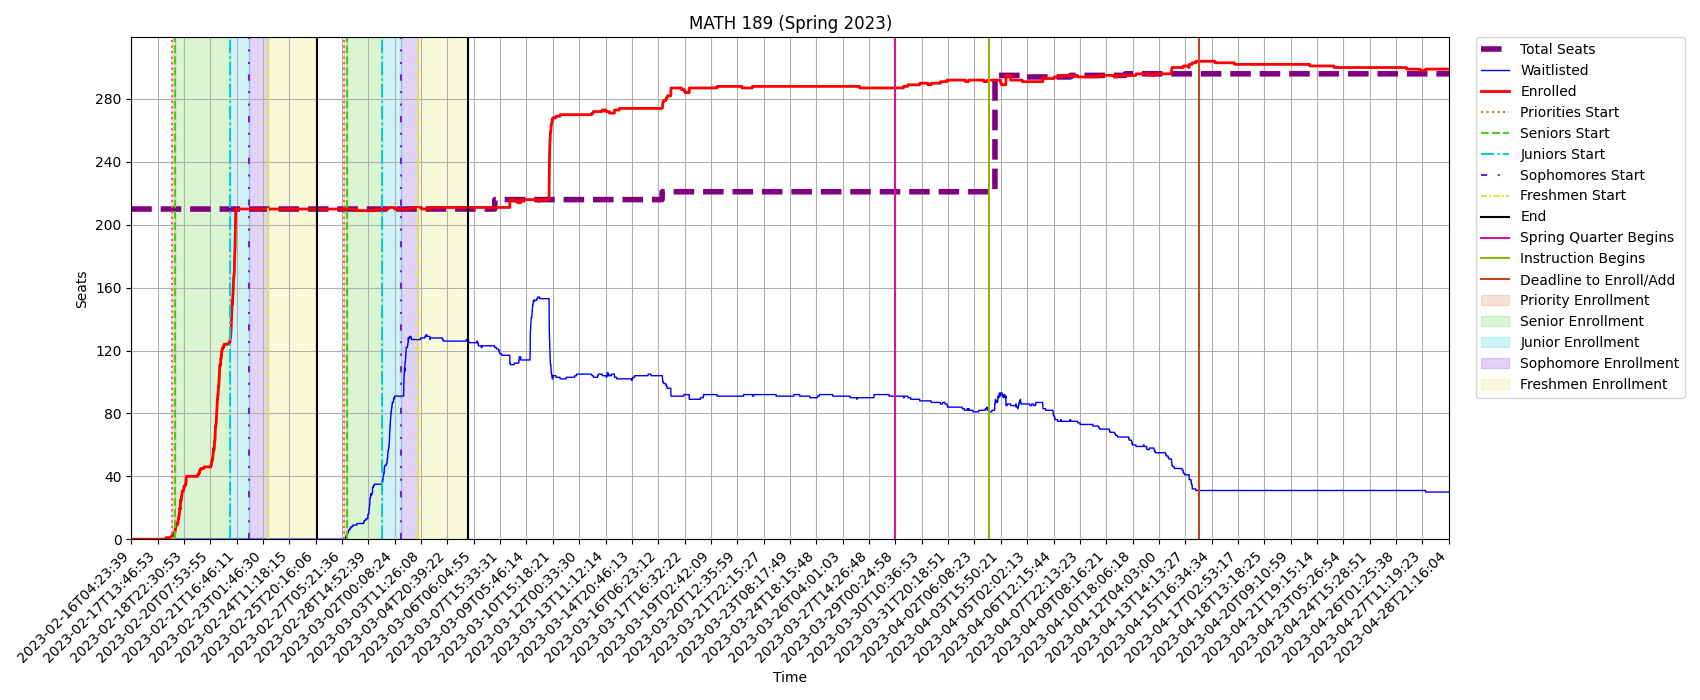 MATH 189 (Spring 2023)
Seats
280
240
200
160
120
80
40
0
2023-02-16T04:23:39
2023-02-17T13:46:53
2023-02-18T22:30:53
2023-02-20T07:53:55
2023-02-21T16:46:11
2023-02-23T01:46:30
2023-02-24T11:18:15
2023-02-25T20:16:06
2023-02-27T05:21:36
2023-02-28T14:52:39
2023-03-02T00:08:24
2023-03-03T11:26:08
2023-03-04T20:39:22
2023-03-06T06:04:55
2023-03-07T15:33:31
2023-03-09T05:46:14
2023-03-10T15:18:21
2023-03-12T00:33:30
2023-03-13T11:12:14
2023-03-14T20:46:13
2023-03-16T06:23:12
2023-03-17T16:32:22
2023-03-19T02:42:09
2023-03-20T12:35:59
2023-03-21T22:15:27
2023-03-23T08:17:49
2023-03-24T18:15:48
2023-03-26T04:01:03
2023-03-27T14:26:48
2023-03-29T00:24:58
2023-03-30T10:36:53
2023-03-31T20:18:51
2023-04-02T06:08:23
2023-04-03T15:50:21
2023-04-05T02:02:13
2023-04-06T12:15:44
2023-04-07T22:13:23
2023-04-09T08:16:21
2023-04-10T18:06:18
2023-04-12T04:03:00
2023-04-13T14:13:27
2023-04-15T16:34:34
2023-04-17T02:53:17
2023-04-18T13:18:25
2023-04-20T09:10:59
2023-04-21T19:15:14
2023-04-23T05:26:54
2023-04-24T15:28:51
2023-04-26T01:25:38
2023-04-27T11:19:23
2023-04-28T21:16:04
Time
Total Seats
Waitlisted
Enrolled
Priorities Start
Seniors Start
Juniors Start
Sophomores Start
Freshmen Start
End
Spring Quarter Begins
Instruction Begins
Deadline to Enroll/Add
Priority Enrollment
Senior Enrollment
Junior Enrollment
Sophomore Enrollment
Freshmen Enrollment